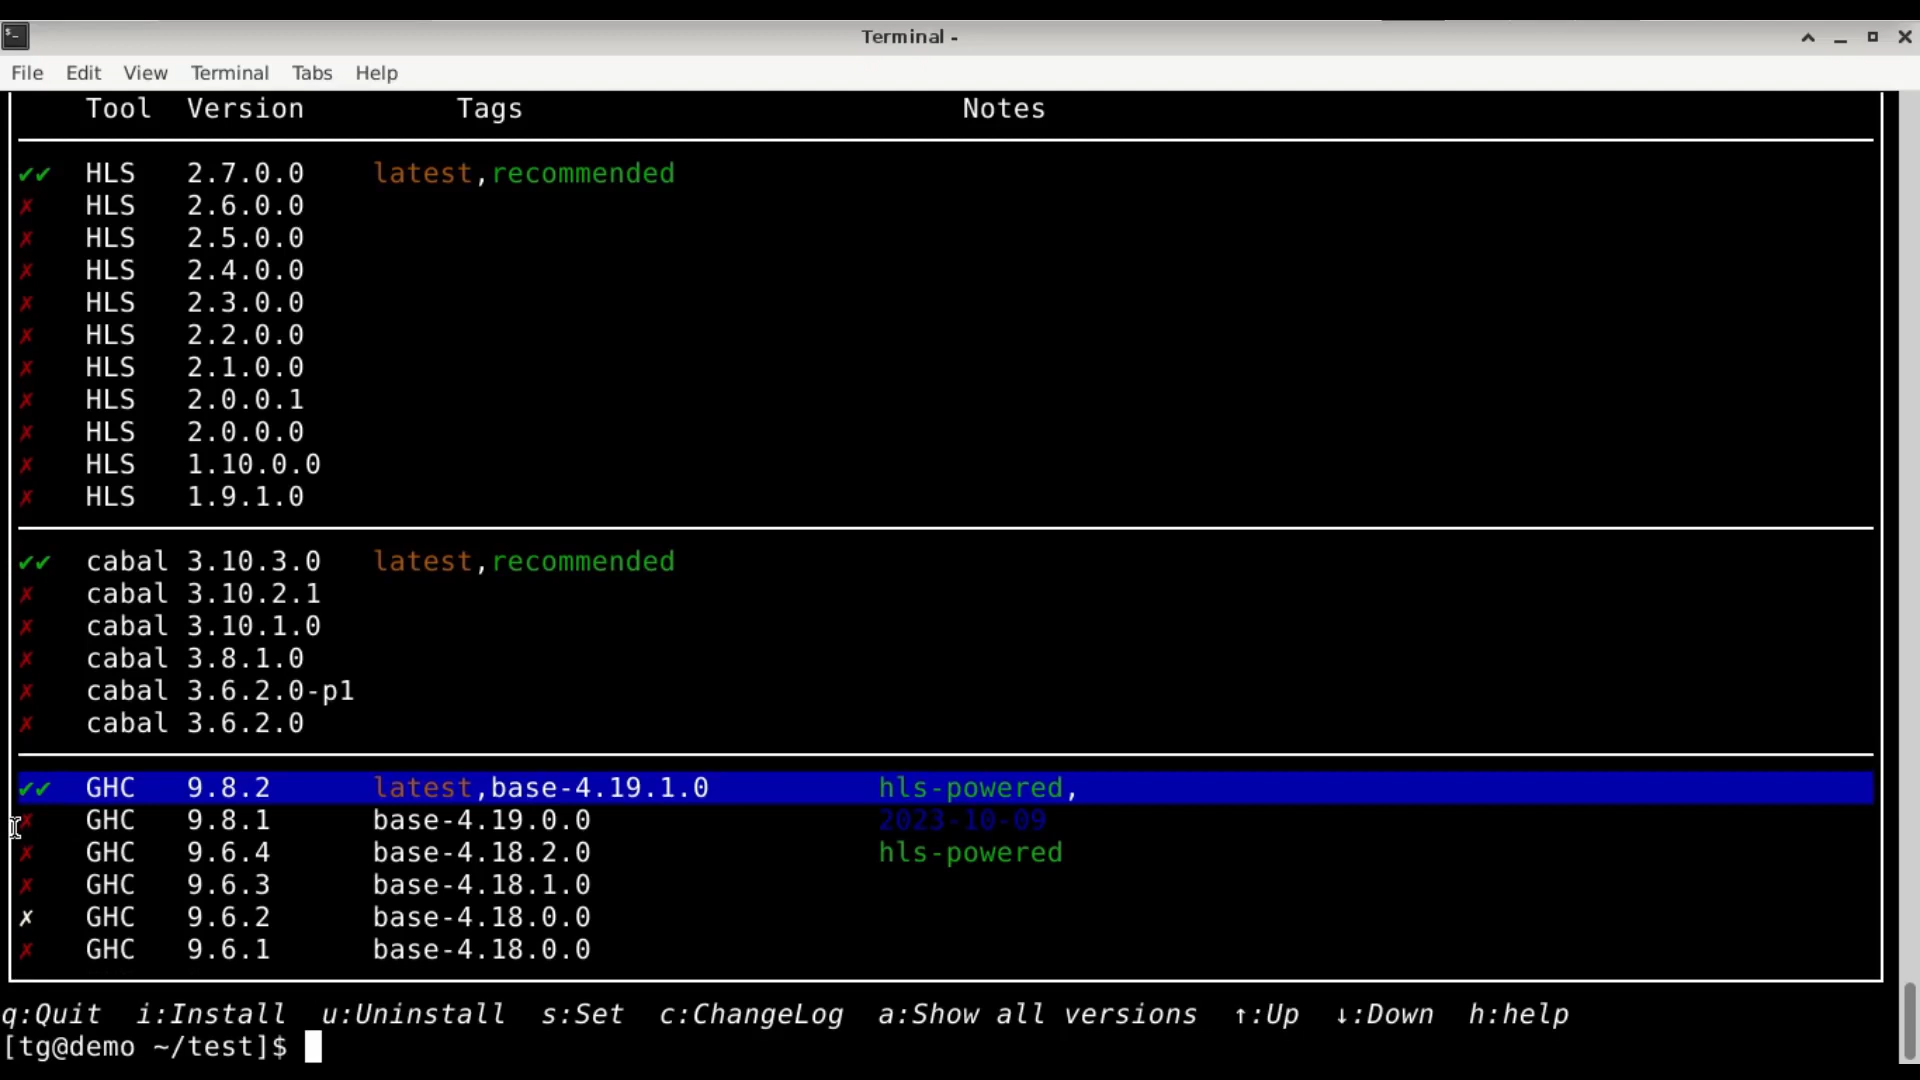 Terminal -
File Edit View Terminal Tabs Help
Tool Version Tags Notes
✔✔ HLS 2.7.0.0 latest,recommended
✗ HLS 2.6.0.0
✗ HLS 2.5.0.0
✗ HLS 2.4.0.0
✗ HLS 2.3.0.0
✗ HLS 2.2.0.0
✗ HLS 2.1.0.0
✗ HLS 2.0.0.1
✗ HLS 2.0.0.0
✗ HLS 1.10.0.0
✗ HLS 1.9.1.0
✔✔ cabal 3.10.3.0 latest,recommended
✗ cabal 3.10.2.1
✗ cabal 3.10.1.0
✗ cabal 3.8.1.0
✗ cabal 3.6.2.0-p1
✗ cabal 3.6.2.0
✔✔ GHC 9.8.2 latest,base-4.19.1.0 hls-powered,
✗ GHC 9.8.1 base-4.19.0.0 2023-10-09
✗ GHC 9.6.4 base-4.18.2.0 hls-powered
✗ GHC 9.6.3 base-4.18.1.0
✗ GHC 9.6.2 base-4.18.0.0
✗ GHC 9.6.1 base-4.18.0.0
q:Quit i:Install u:Uninstall s:Set c:ChangeLog a:Show all versions ↑:Up ↓:Down h:help
[tg@demo ~/test]$